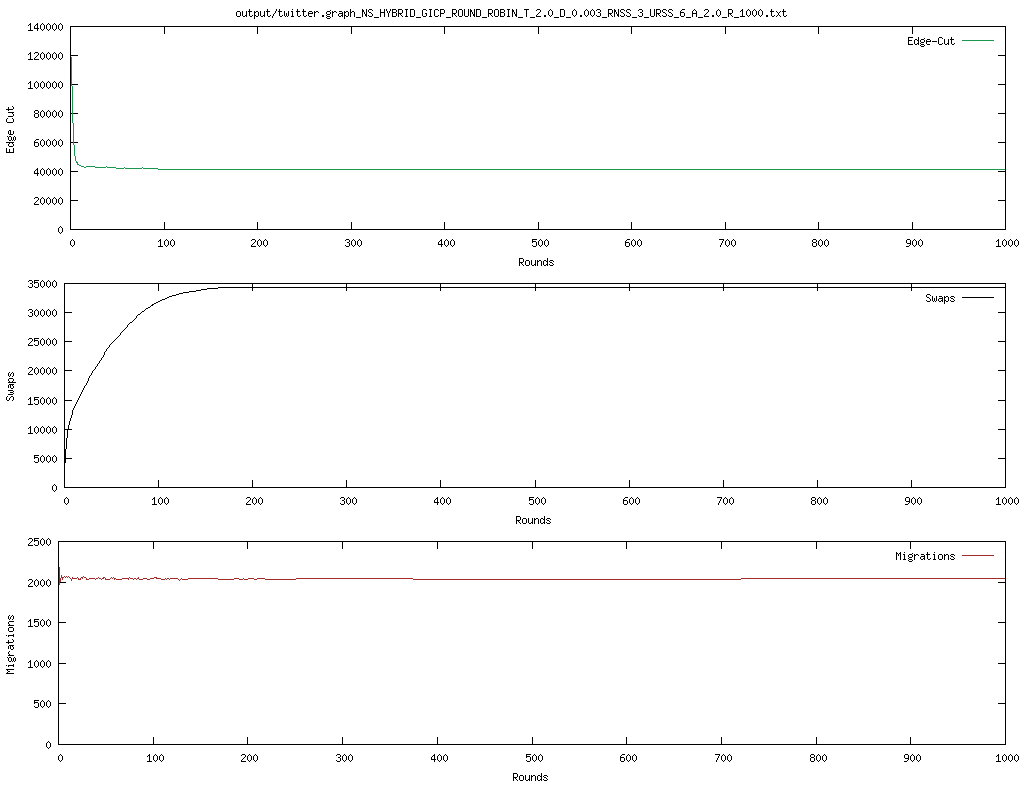 output/twitter.graph_NS_HYBRID_GICP_ROUND_ROBIN_T_2.0_D_0.003_RNSS_3_URSS_6_A_2.0_R_1000.txt
140000
120000
100000
80000
60000
40000
20000
0
Edge Cut
Edge-Cut
0 100 200 300 400 500 600 700 800 900 1000
Rounds
35000
30000
25000
20000
15000
10000
5000
0
Swaps
Swaps
0 100 200 300 400 500 600 700 800 900 1000
Rounds
2500
2000
1500
1000
500
0
Migrations
Migrations
0 100 200 300 400 500 600 700 800 900 1000
Rounds